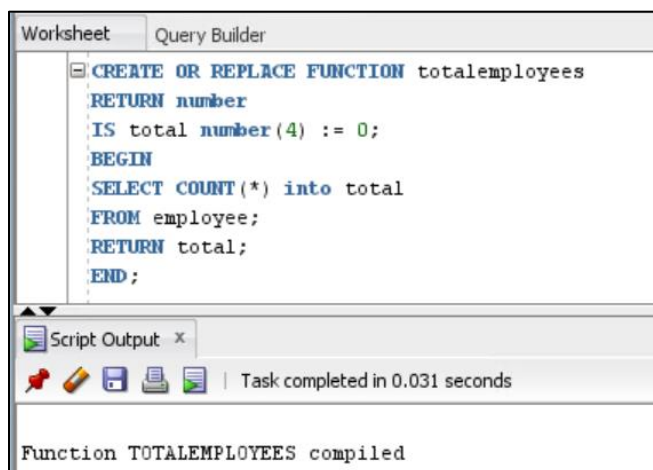 Worksheet Query Builder
CREATE OR REPLACE FUNCTION totalemployees
RETURN number
IS total number(4) := 0;
BEGIN
SELECT COUNT(*) into total
FROM employee;
RETURN total;
END;
Script Output x
Task completed in 0.031 seconds
Function TOTALEMPLOYEES compiled